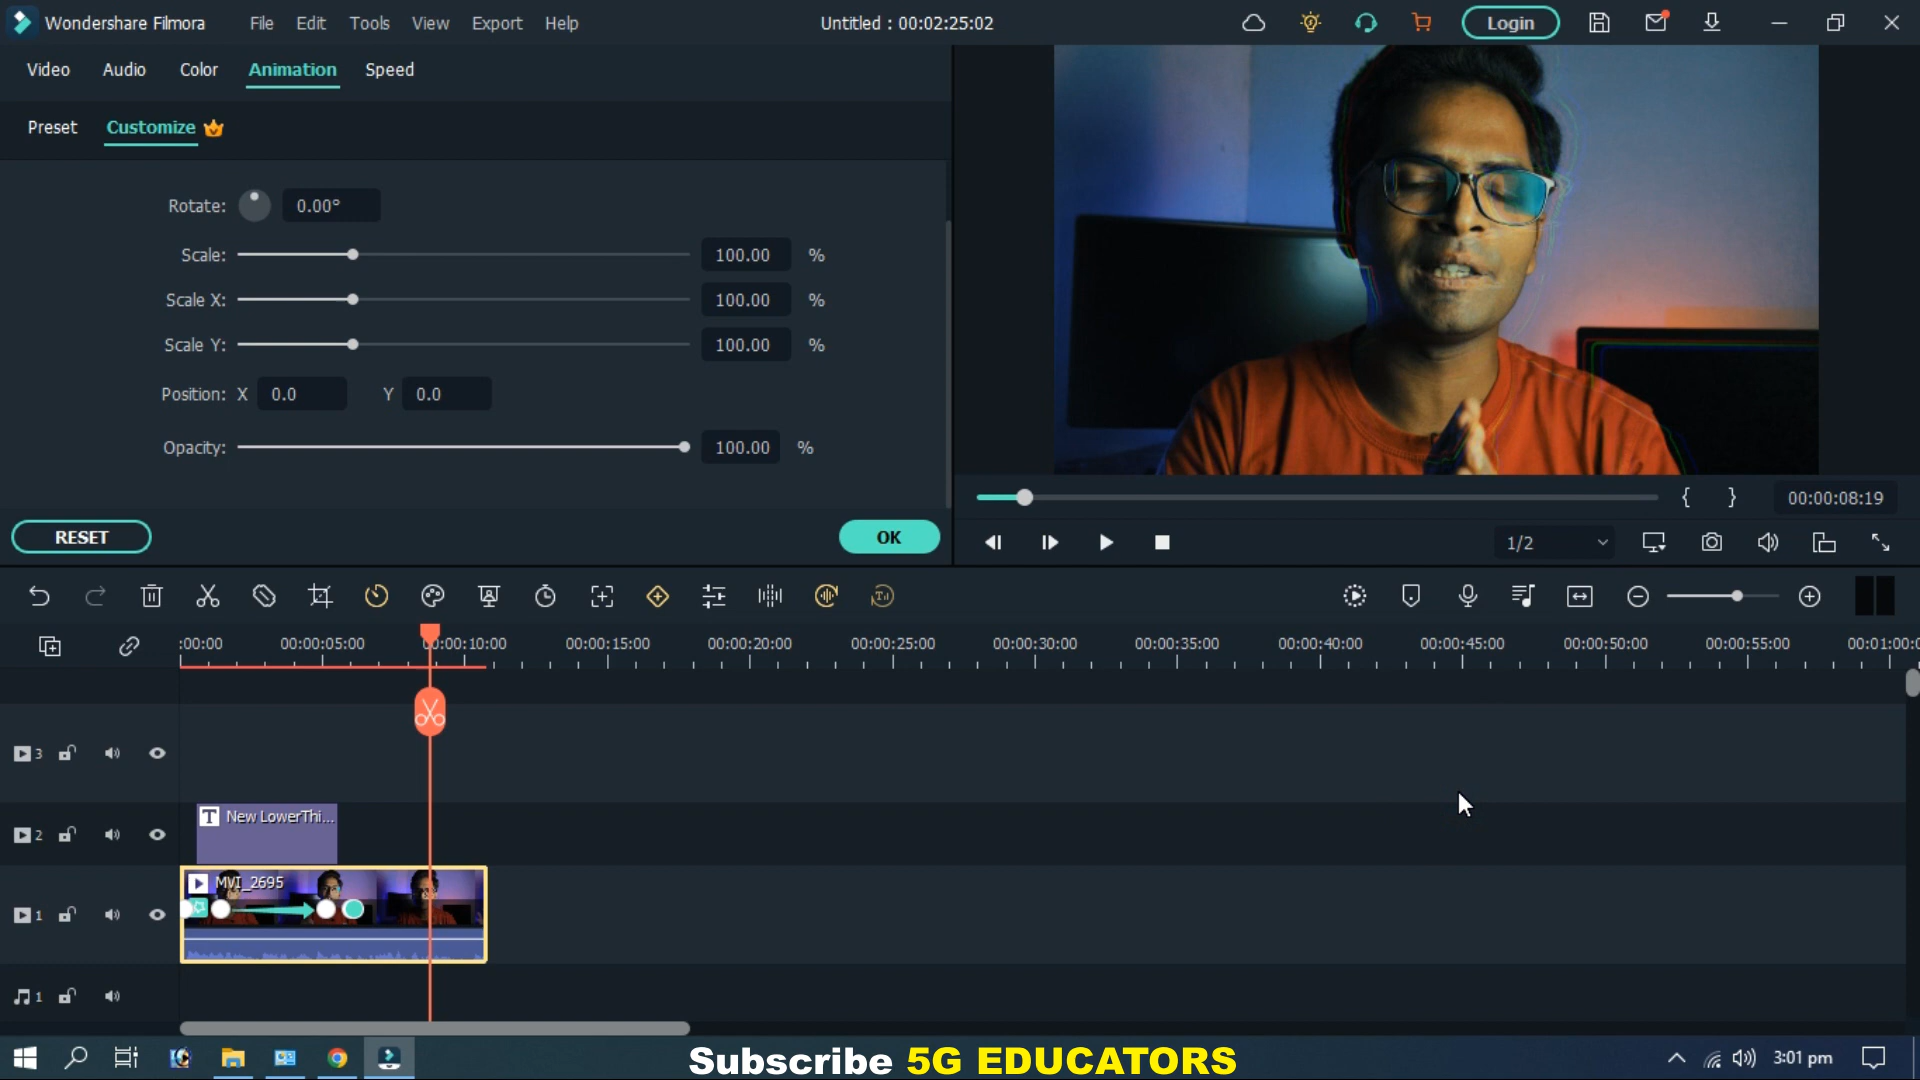 Wondershare Filmora File Edit Tools View Export Help Untitled : 00:02:25:02 Login
Video Audio Color Animation Speed
Preset Customize
Rotate: 0.00°
Scale: 100.00 %
Scale X: 100.00 %
Scale Y: 100.00 %
Position: X 0.0 Y 0.0
Opacity: 100.00 %
{ } 00:00:08:19
RESET OK
1/2
:00:00 00:00:05:00 00:00:10:00 00:00:15:00 00:00:20:00 00:00:25:00 00:00:30:00 00:00:35:00 00:00:40:00 00:00:45:00 00:00:50:00 00:00:55:00 00:01:00:0
3
2
T New LowerThi...
MVI_2695
1
1
Subscribe 5G EDUCATORS
3:01 pm